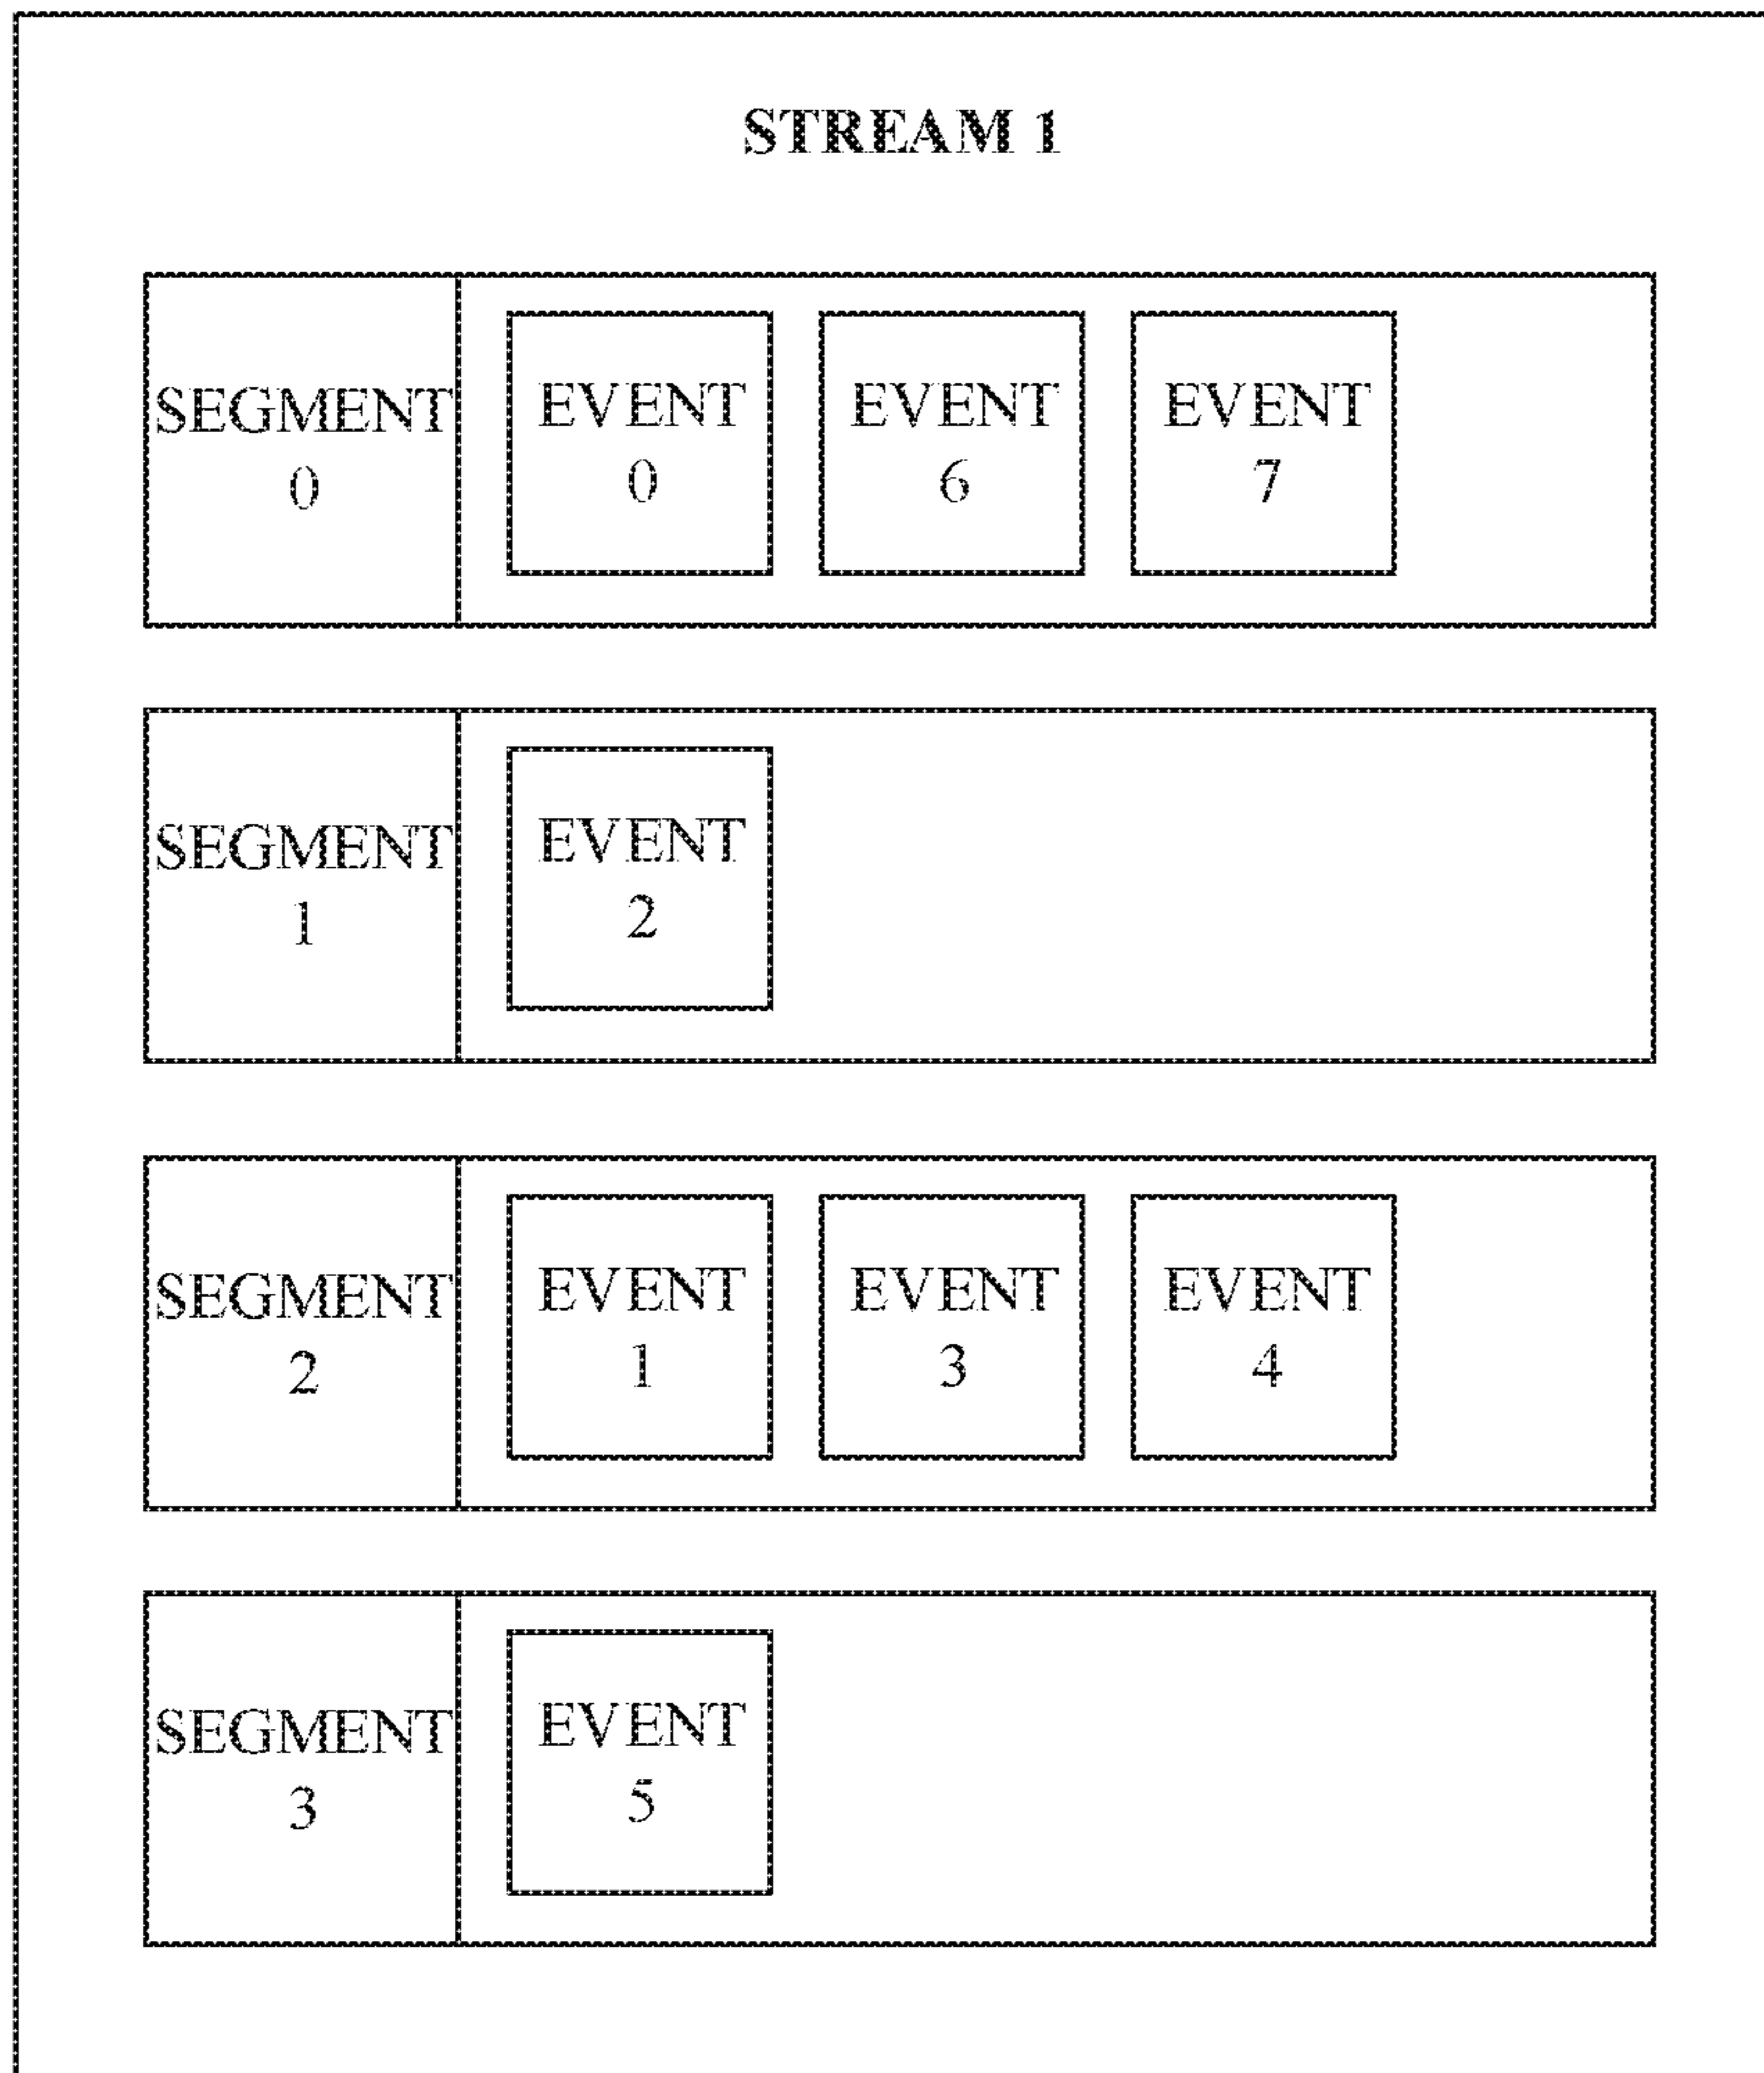 STREAM 1
SEGMENT
0
EVENT
0
EVENT
6
EVENT
7
SEGMENT
1
EVENT
2
SEGMENT
2
EVENT
1
EVENT
3
EVENT
4
SEGMENT
3
EVENT
5